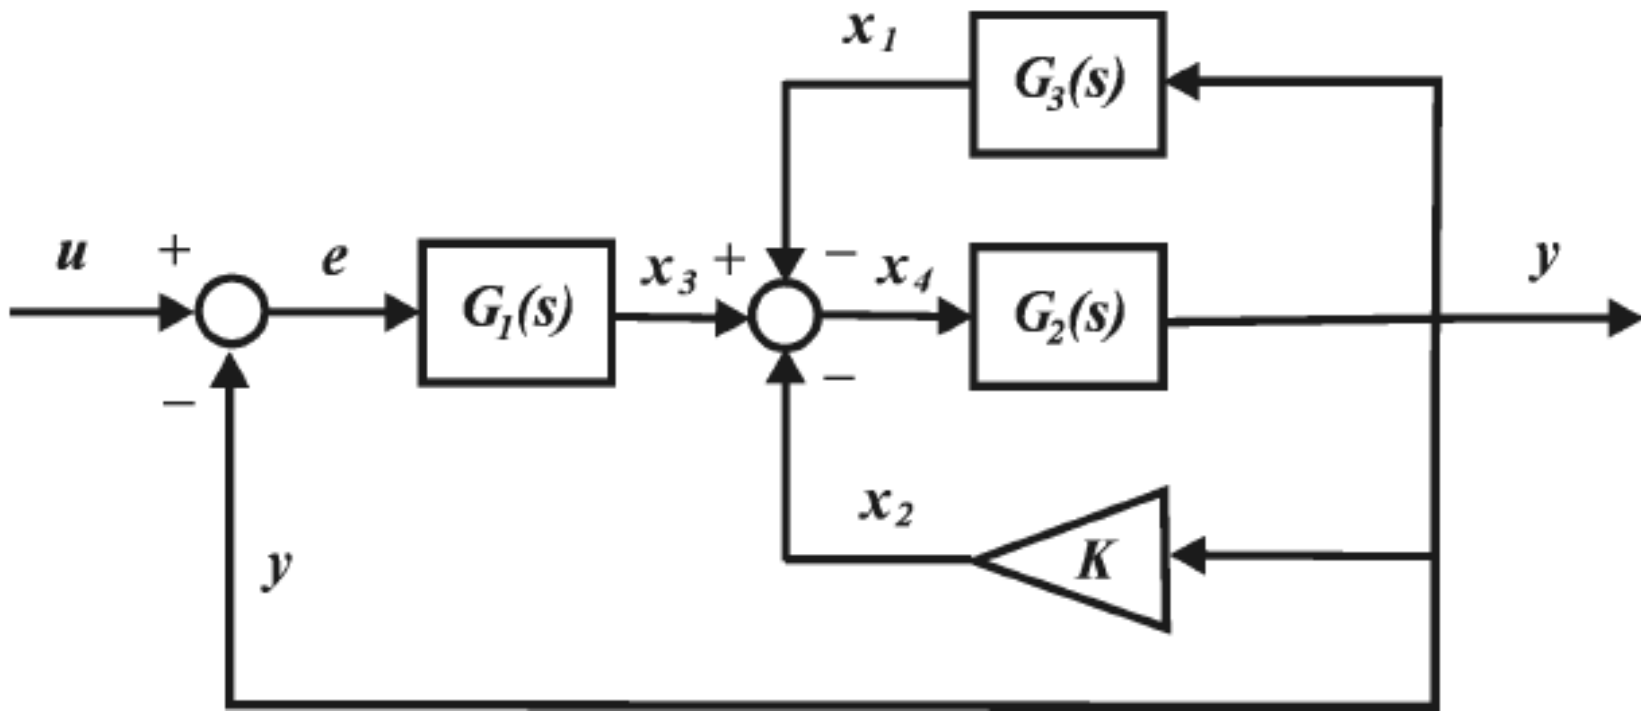 x₁
G₃(s)
u + e G₁(s) x₃ + − x₄ G₂(s) y
− −
x₂
y K